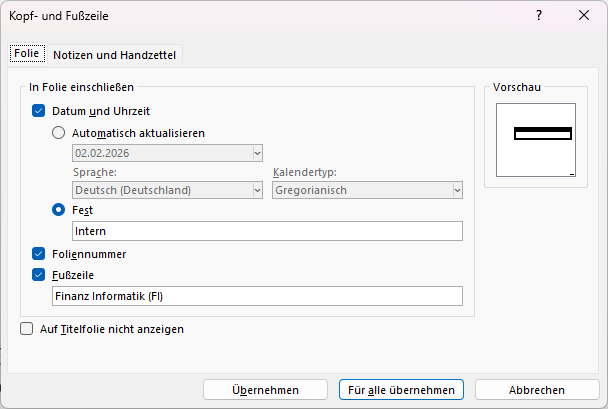 Kopf- und Fußzeile
?
Folie
Notizen und Handzettel
In Folie einschließen
Vorschau
Datum und Uhrzeit
Automatisch aktualisieren
02.02.2026
Sprache:
Kalendertyp:
Deutsch (Deutschland)
Gregorianisch
Fest
Intern
Foliennummer
Fußzeile
Finanz Informatik (FI)
Auf Titelfolie nicht anzeigen
Übernehmen
Für alle übernehmen
Abbrechen